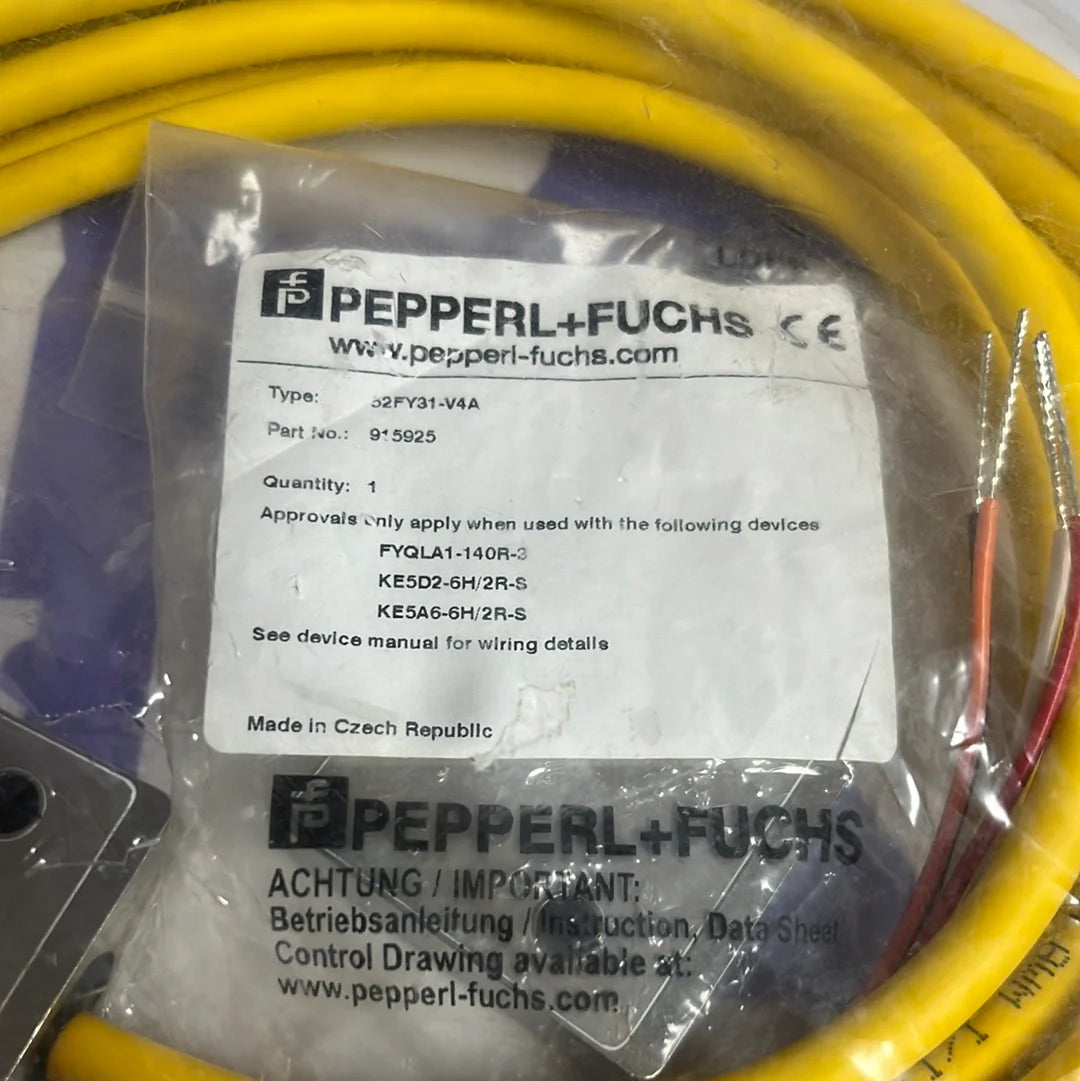 PEPPERL+FUCHS CE
www.pepperl-fuchs.com
Type: 52FY31-V4A
Part No.: 915925
Quantity: 1
Approvals only apply when used with the following devices
FYQLA1-140R-3
KE5D2-6H/2R-S
KE5A6-6H/2R-S
See device manual for wiring details
Made in Czech Republic
PEPPERL+FUCHS
ACHTUNG / IMPORTANT:
Betriebsanleitung / Instruction, Data Sheet
Control Drawing available at:
www.pepperl-fuchs.com